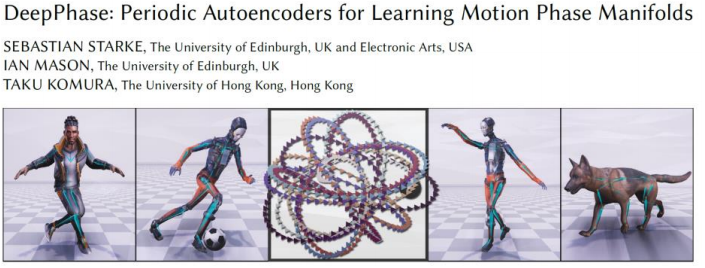 DeepPhase: Periodic Autoencoders for Learning Motion Phase Manifolds
SEBASTIAN STARKE, The University of Edinburgh, UK and Electronic Arts, USA
IAN MASON, The University of Edinburgh, UK
TAKU KOMURA, The University of Hong Kong, Hong Kong